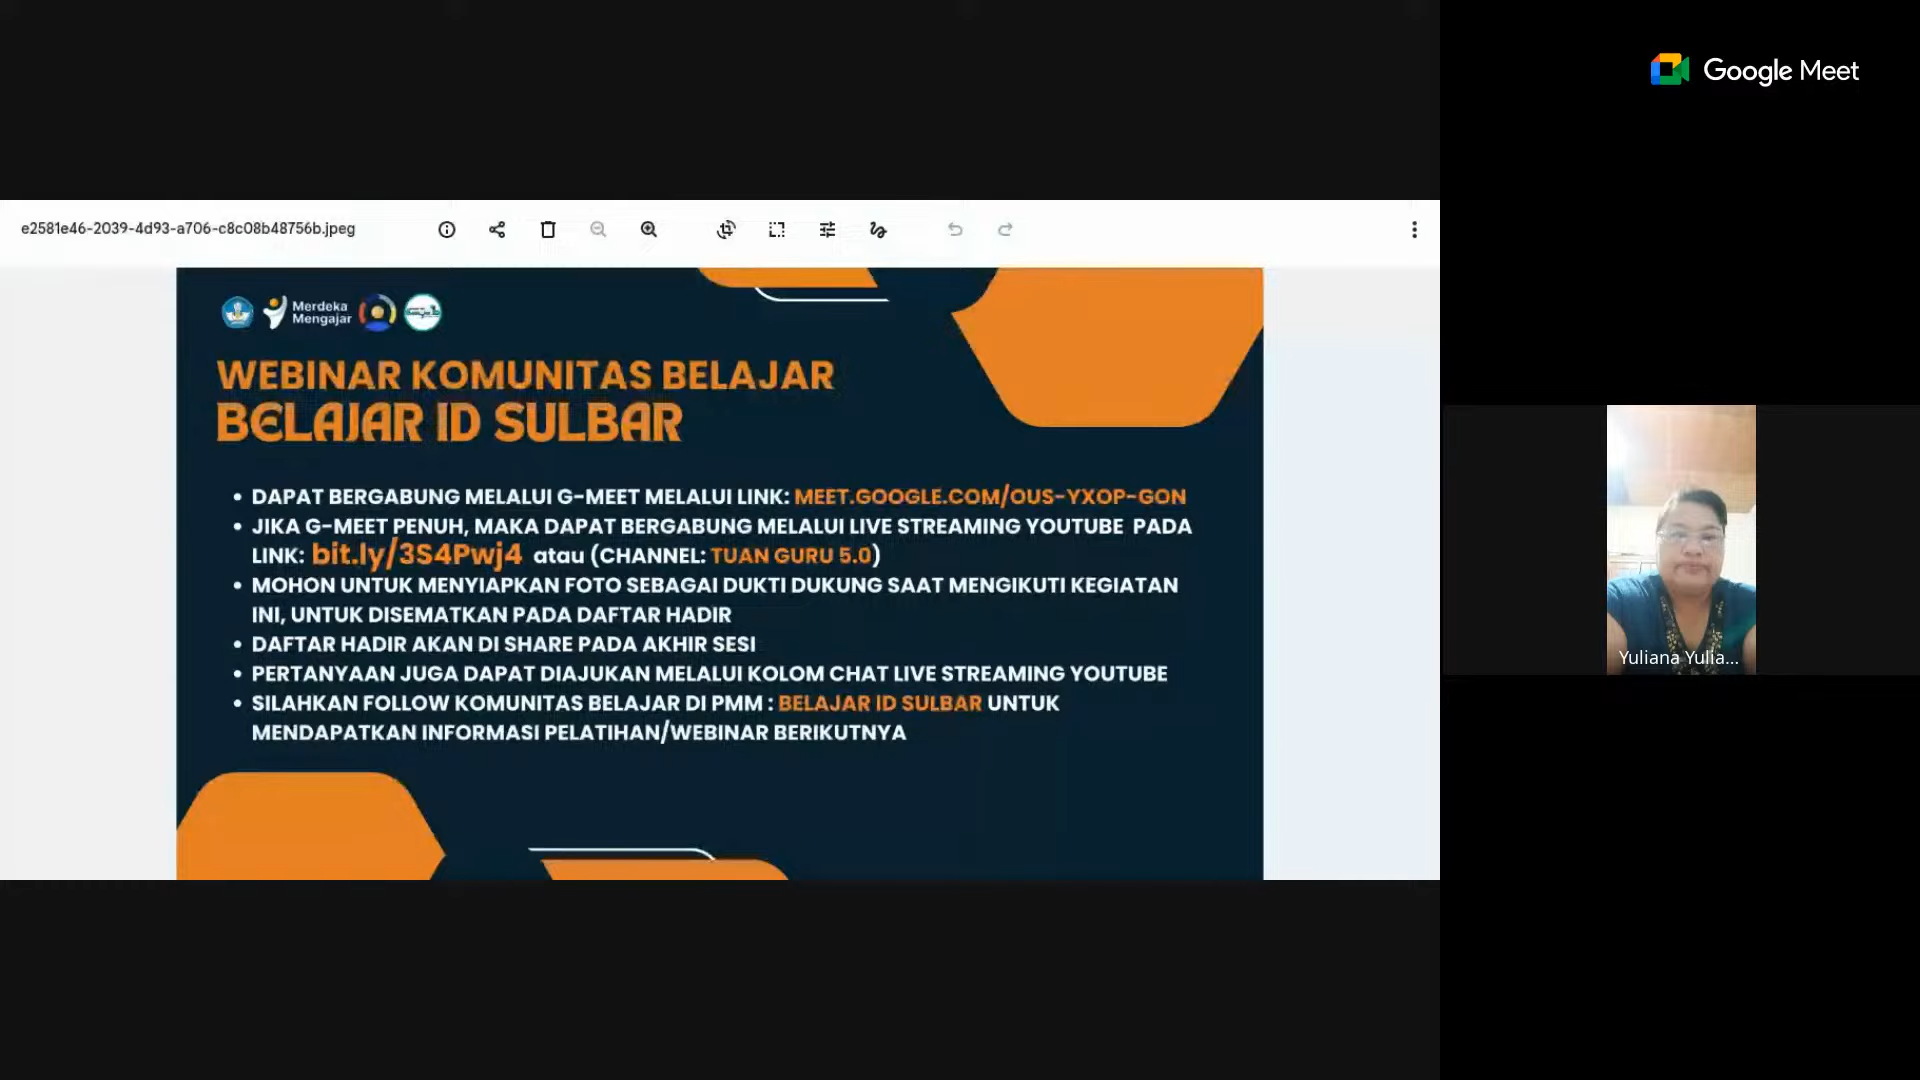 Google Meet
e2581e46-2039-4d93-a706-c8c08b48756b.jpeg
Merdeka
Mengajar
WEBINAR KOMUNITAS BELAJAR
BELAJAR ID SULBAR
• DAPAT BERGABUNG MELALUI G-MEET MELALUI LINK: MEET.GOOGLE.COM/OUS-YXOP-GON
• JIKA G-MEET PENUH, MAKA DAPAT BERGABUNG MELALUI LIVE STREAMING YOUTUBE PADA
LINK: bit.ly/3S4Pwj4 atau (CHANNEL: TUAN GURU 5.0)
• MOHON UNTUK MENYIAPKAN FOTO SEBAGAI DUKTI DUKUNG SAAT MENGIKUTI KEGIATAN
INI, UNTUK DISEMATKAN PADA DAFTAR HADIR
• DAFTAR HADIR AKAN DI SHARE PADA AKHIR SESI
• PERTANYAAN JUGA DAPAT DIAJUKAN MELALUI KOLOM CHAT LIVE STREAMING YOUTUBE
• SILAHKAN FOLLOW KOMUNITAS BELAJAR DI PMM : BELAJAR ID SULBAR UNTUK
MENDAPATKAN INFORMASI PELATIHAN/WEBINAR BERIKUTNYA
Yuliana Yulia...